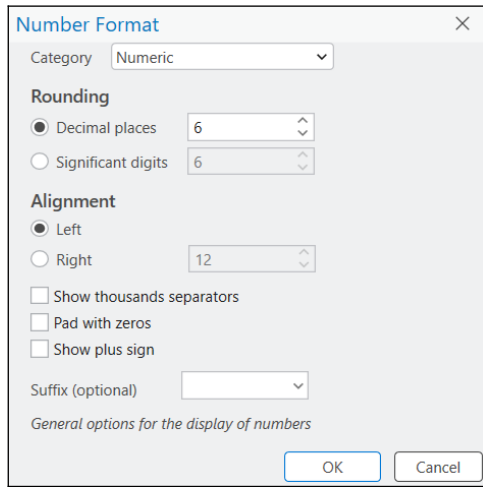 Number Format
Category Numeric
Rounding
Decimal places 6
Significant digits 6
Alignment
Left
Right 12
Show thousands separators
Pad with zeros
Show plus sign
Suffix (optional)
General options for the display of numbers
OK Cancel